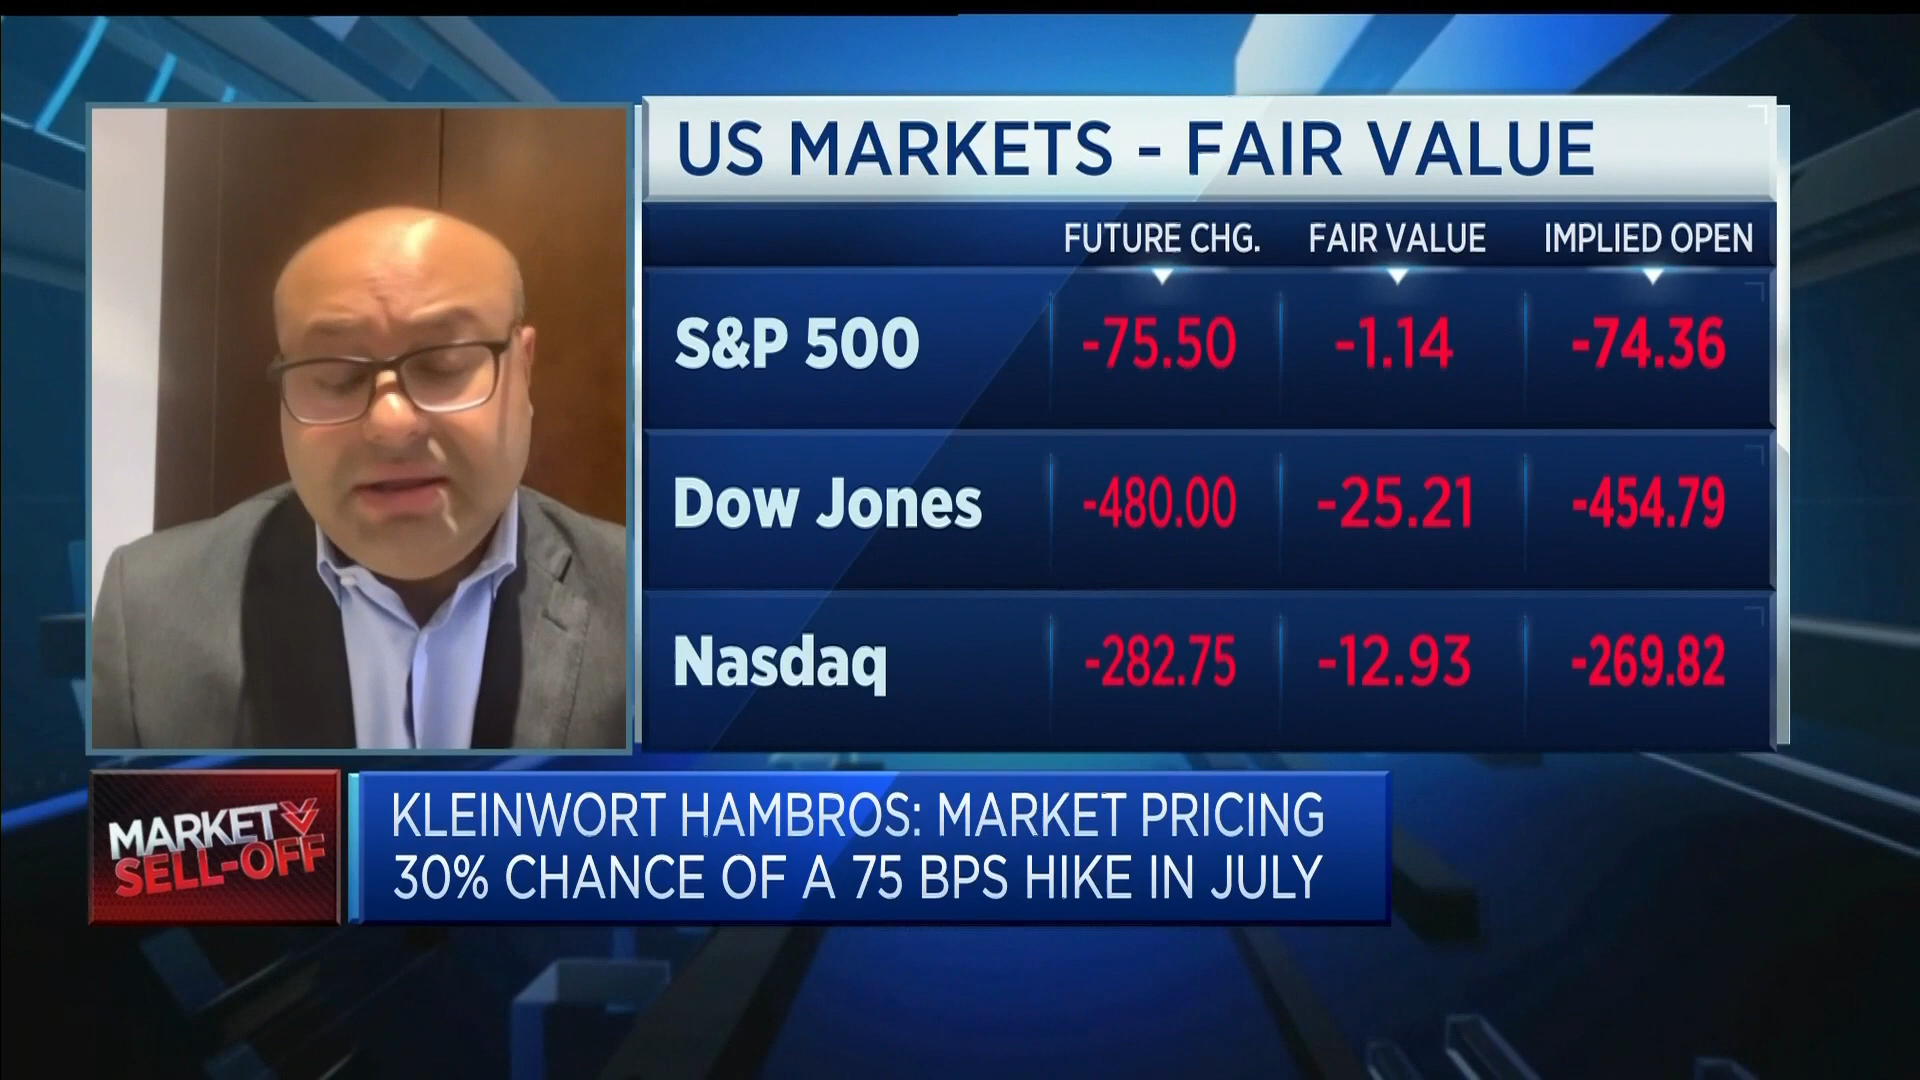 US MARKETS - FAIR VALUE
FUTURE CHG. FAIR VALUE IMPLIED OPEN
S&P 500 -75.50 -1.14 -74.36
Dow Jones -480.00 -25.21 -454.79
Nasdaq -282.75 -12.93 -269.82
MARKET
SELL-OFF
KLEINWORT HAMBROS: MARKET PRICING
30% CHANCE OF A 75 BPS HIKE IN JULY